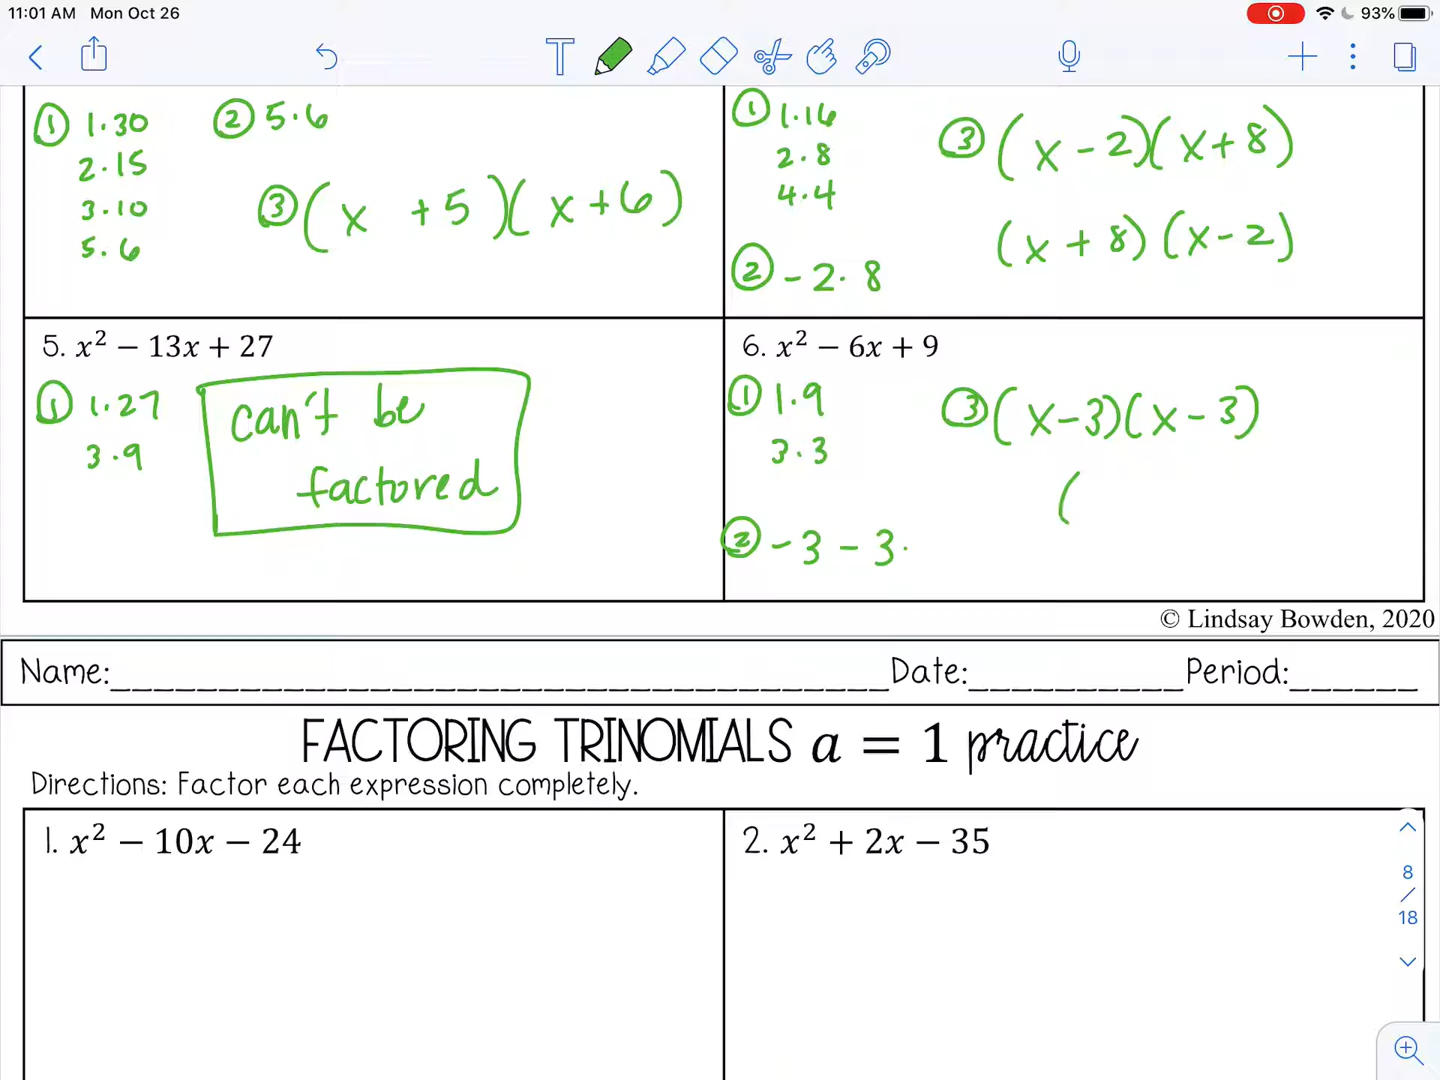 11:01 AM Mon Oct 26
93%
T
① 1·30
2·15
3·10
5·6
② 5·6
③ (x +5)(x+6)
① 1·16
2·8
4·4
② -2·8
③ (x-2)(x+8)
(x+8)(x-2)
5. x² − 13x + 27
① 1·27
3·9
can't be
factored
6. x² − 6x + 9
① 1·9
3·3
② -3 -3·
③ (x-3)(x-3)
(
© Lindsay Bowden, 2020
Name:_______________ Date:__________ Period:______
FACTORING TRINOMIALS a = 1 practice
Directions: Factor each expression completely.
1. x² − 10x − 24
2. x² + 2x − 35
8
/
18